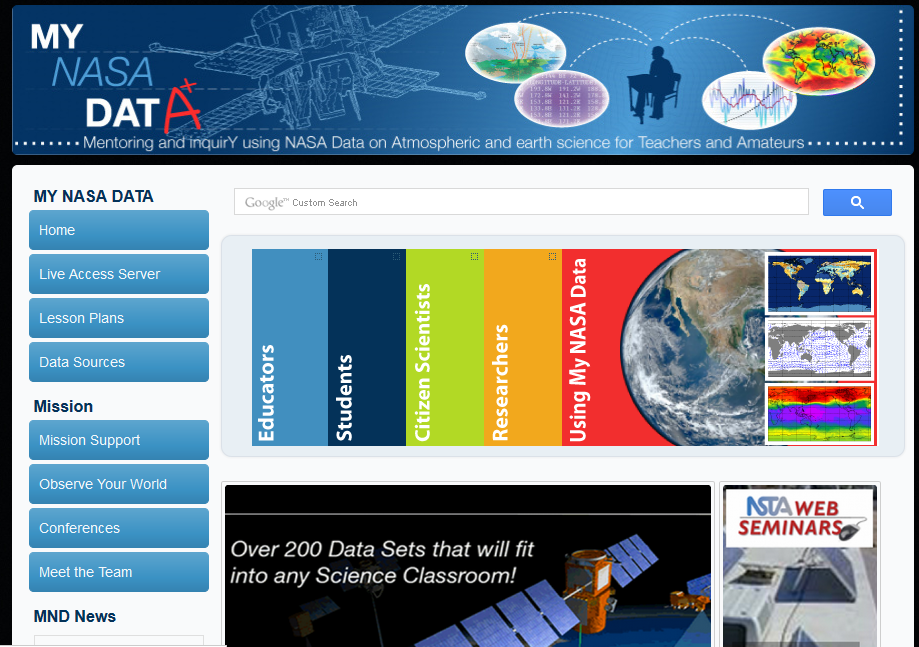 MY
NASA
DATA
Mentoring and inquirY using NASA Data on Atmospheric and earth science for Teachers and Amateurs
MY NASA DATA
Home
Live Access Server
Lesson Plans
Data Sources
Mission
Mission Support
Observe Your World
Conferences
Meet the Team
MND News
Google™ Custom Search
Educators
Students
Citizen Scientists
Researchers
Using My NASA Data
Over 200 Data Sets that will fit
into any Science Classroom!
NSTA WEB
SEMINARS